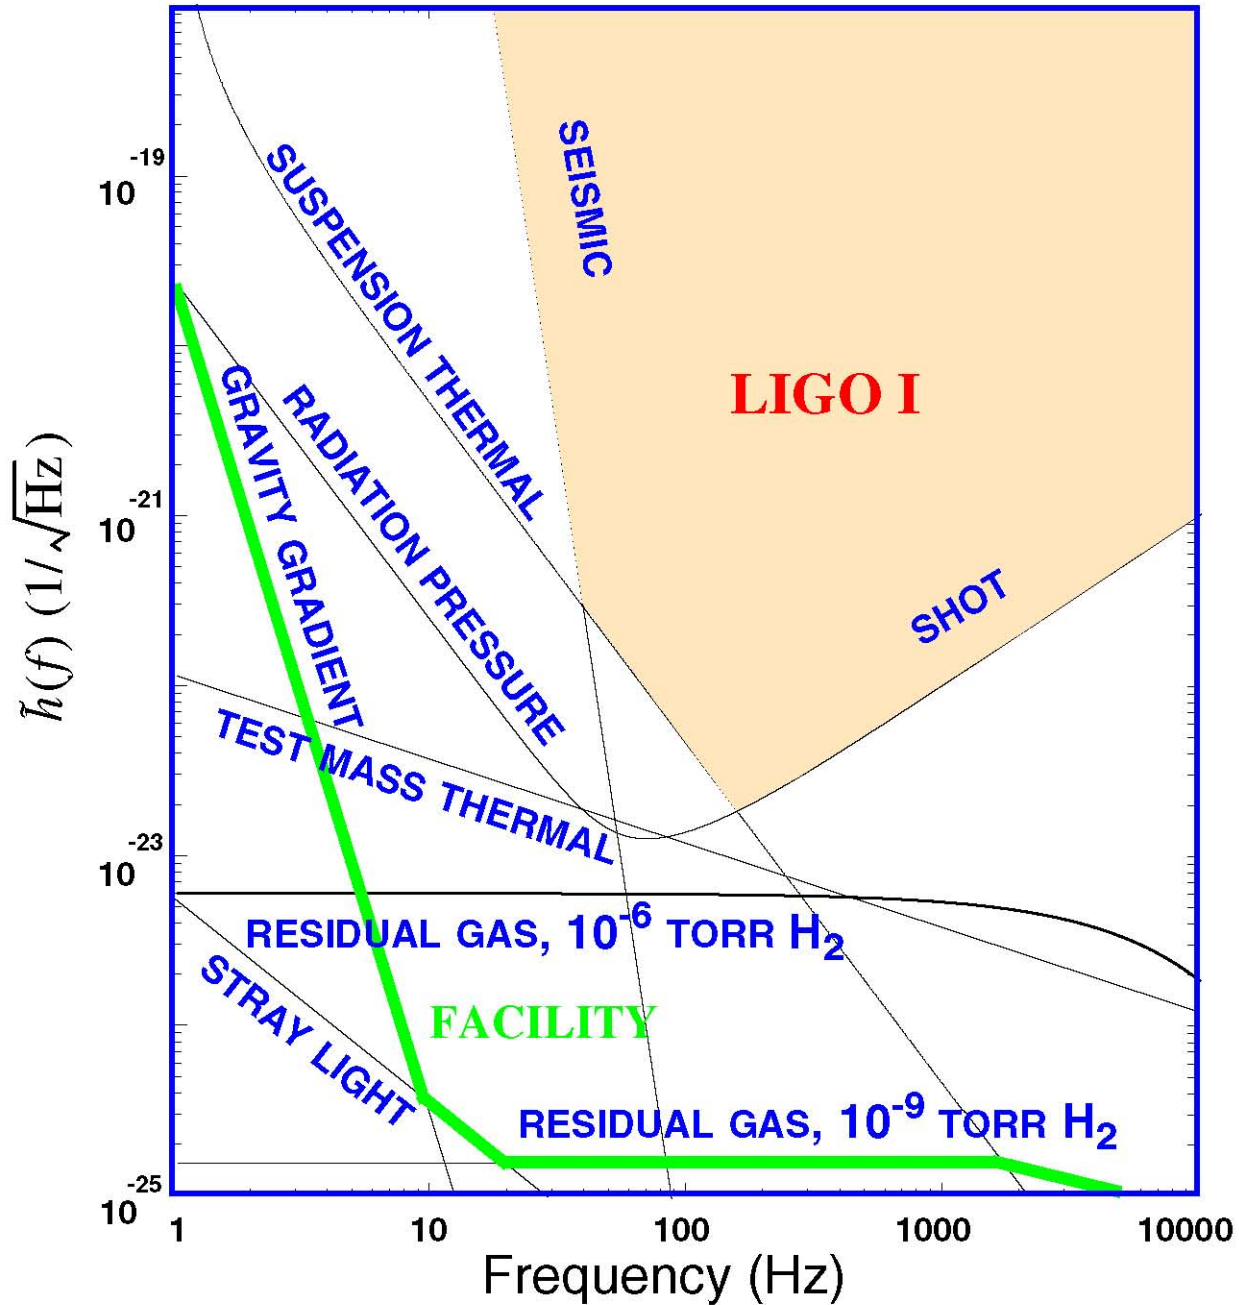 10^-19
10^-21
10^-23
10^-25
h̃(f) (1/√Hz)
SEISMIC
SUSPENSION THERMAL
LIGO I
GRAVITY GRADIENT
RADIATION PRESSURE
SHOT
TEST MASS THERMAL
RESIDUAL GAS, 10^-6 TORR H₂
STRAY LIGHT
FACILITY
RESIDUAL GAS, 10^-9 TORR H₂
1 10 100 1000 10000
Frequency (Hz)